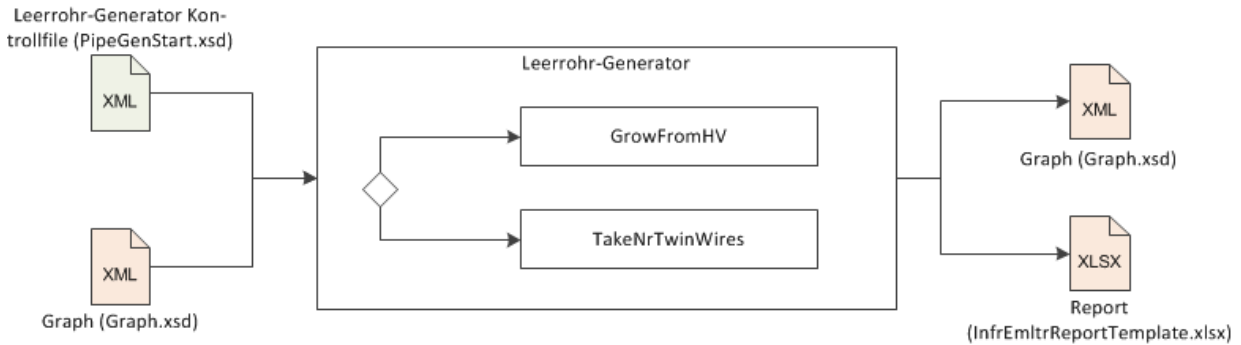 Leerrohr-Generator Kon-
trollfile (PipeGenStart.xsd)
XML
XML
Graph (Graph.xsd)
Leerrohr-Generator
GrowFromHV
TakeNrTwinWires
XML
Graph (Graph.xsd)
XLSX
Report
(InfrEmltrReportTemplate.xlsx)